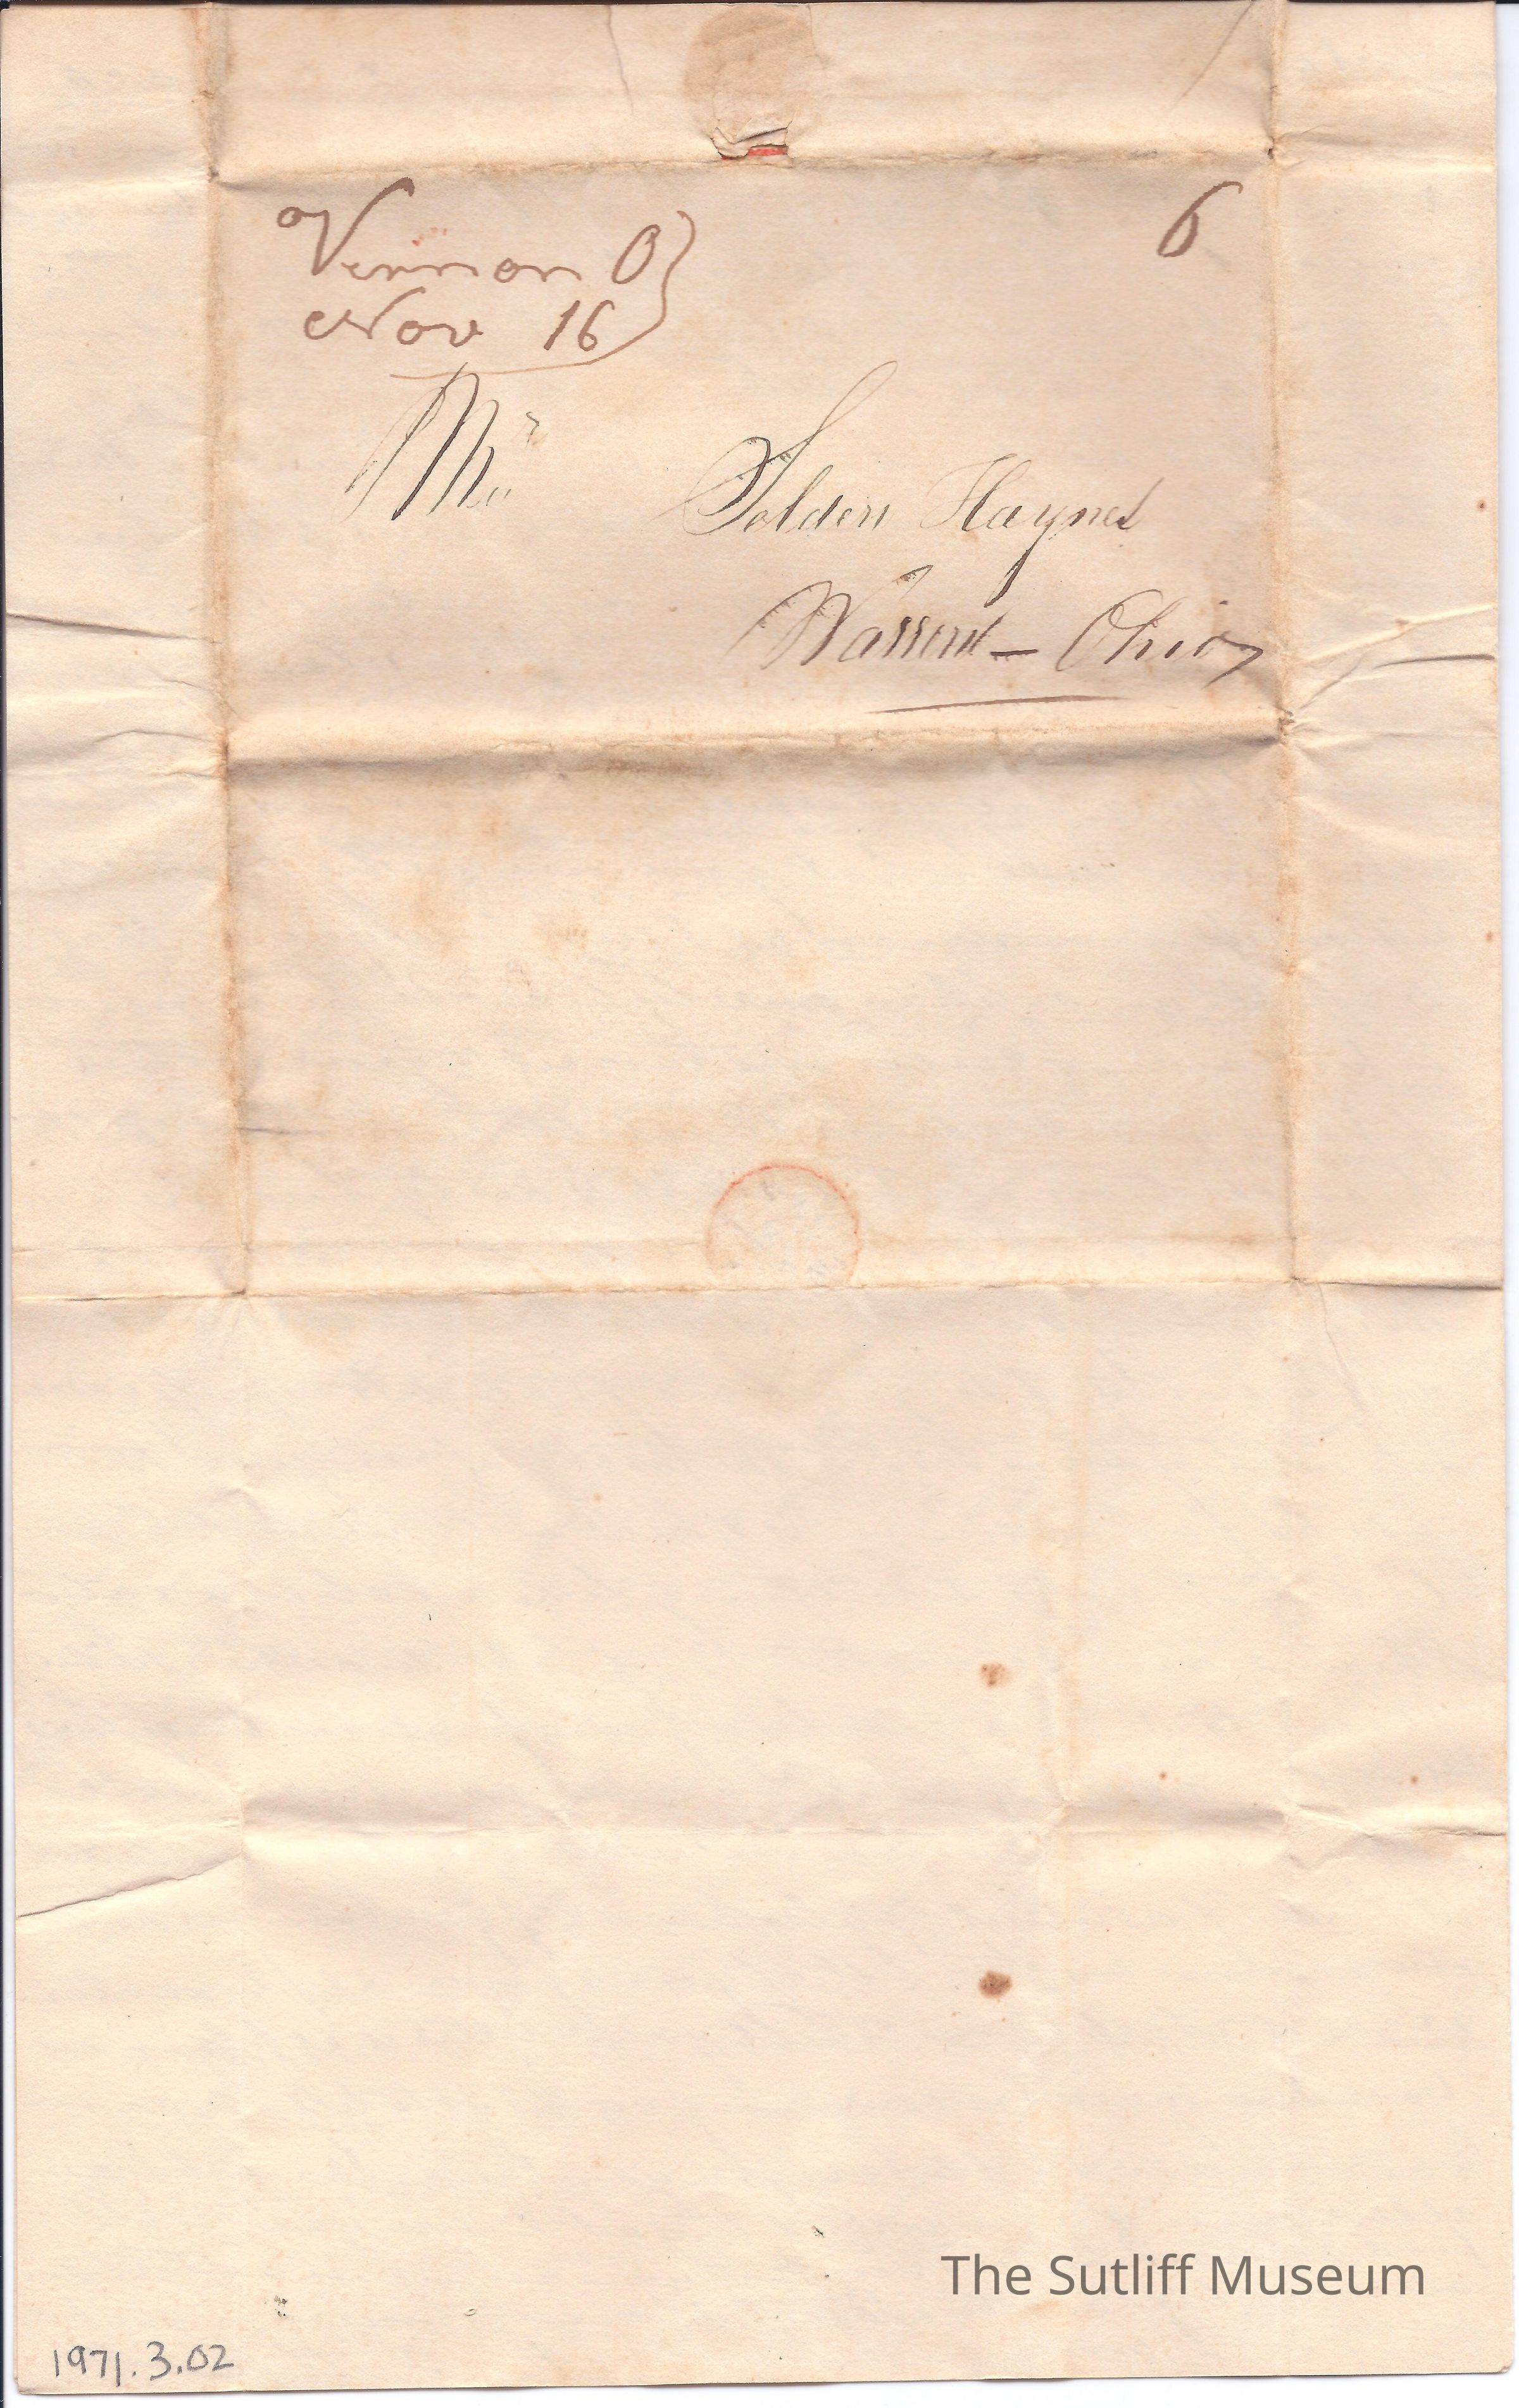 Vernon O
Nov 16
6
Mr
Selden Haynes
Warren - Ohio
The Sutliff Museum
1971.3.02